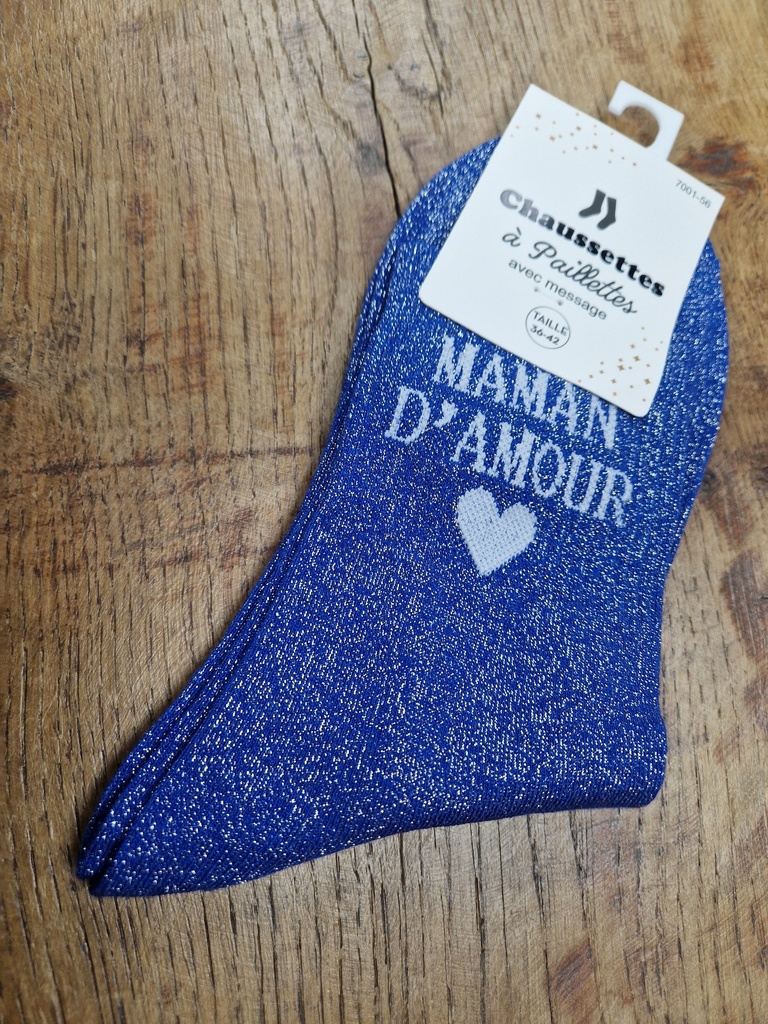 7001-56
Chaussettes
à Paillettes
avec message
TAILLE
36-42
MAMAN
D'AMOUR